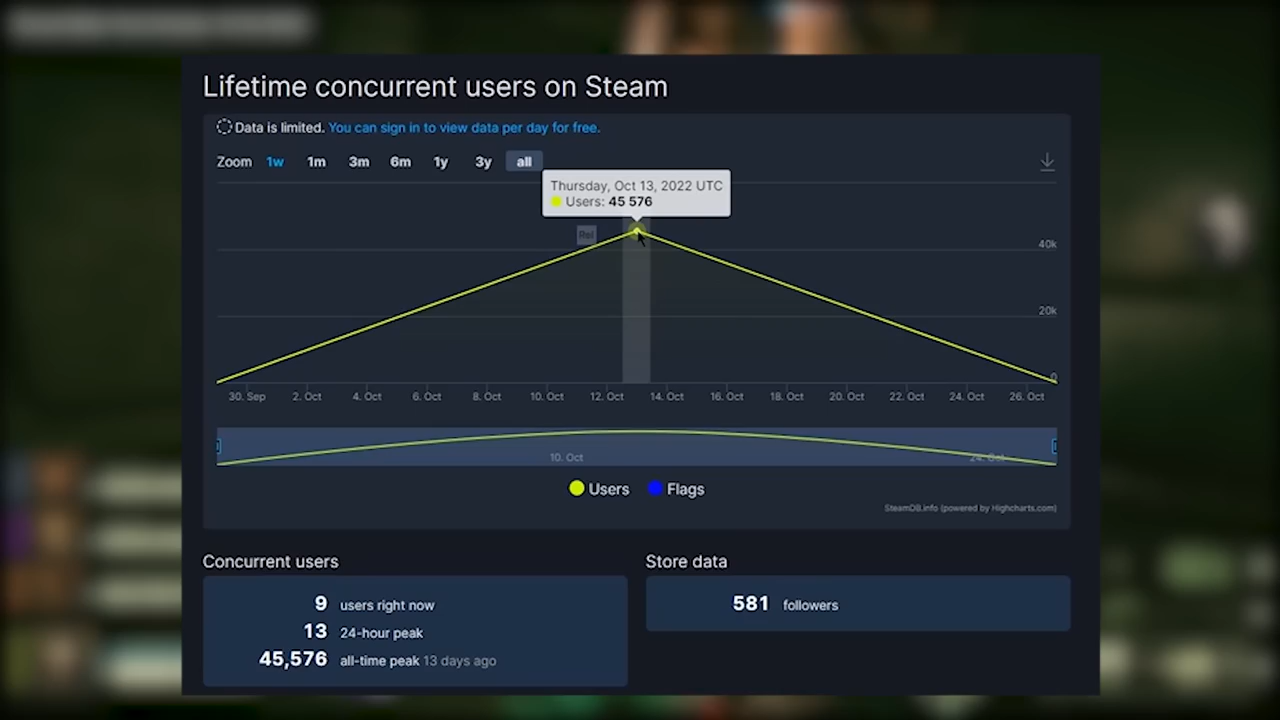 Lifetime concurrent users on Steam
Data is limited. You can sign in to view data per day for free.
Zoom 1w 1m 3m 6m 1y 3y all
Thursday, Oct 13, 2022 UTC
Users: 45 576
Rel
40k
20k
0
30. Sep 2. Oct 4. Oct 6. Oct 8. Oct 10. Oct 12. Oct 14. Oct 16. Oct 18. Oct 20. Oct 22. Oct 24. Oct 26. Oct
10. Oct 24. Oct
Users Flags
SteamDB.info (powered by Highcharts.com)
Concurrent users
9 users right now
13 24-hour peak
45,576 all-time peak 13 days ago
Store data
581 followers